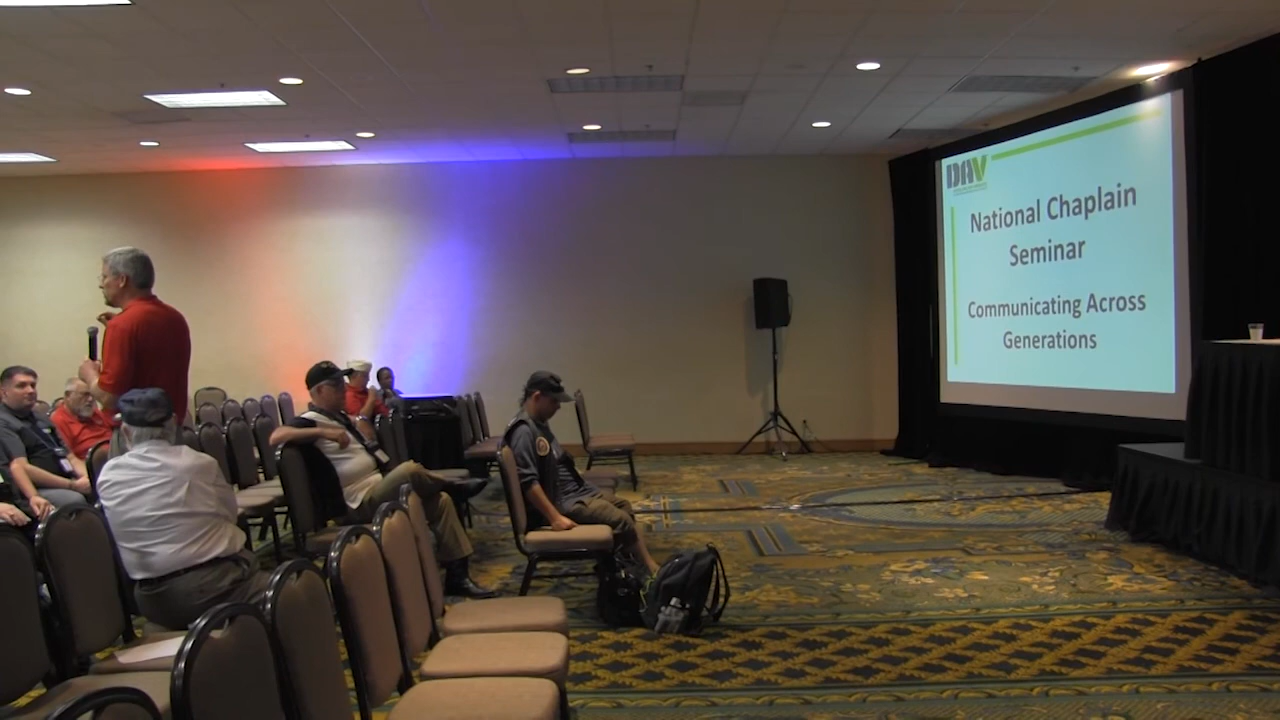 DAV
National Chaplain
Seminar
Communicating Across
Generations